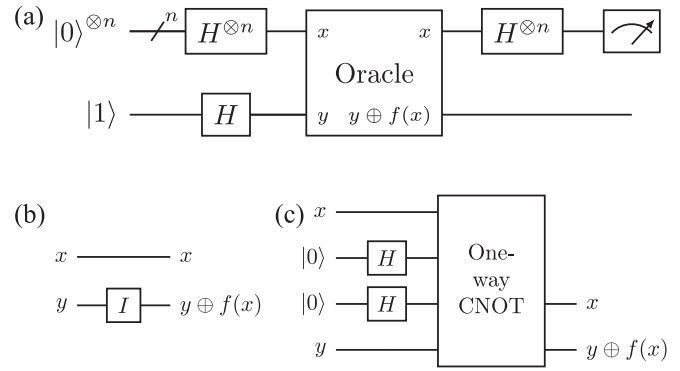 (a)
|0⟩^{⊗n} n H^{⊗n} x x H^{⊗n}
Oracle
|1⟩ H y y ⊕ f(x)
(b)
x x
y I y ⊕ f(x)
(c)
x
|0⟩ H
|0⟩ H
y
One-
way
CNOT
x
y ⊕ f(x)